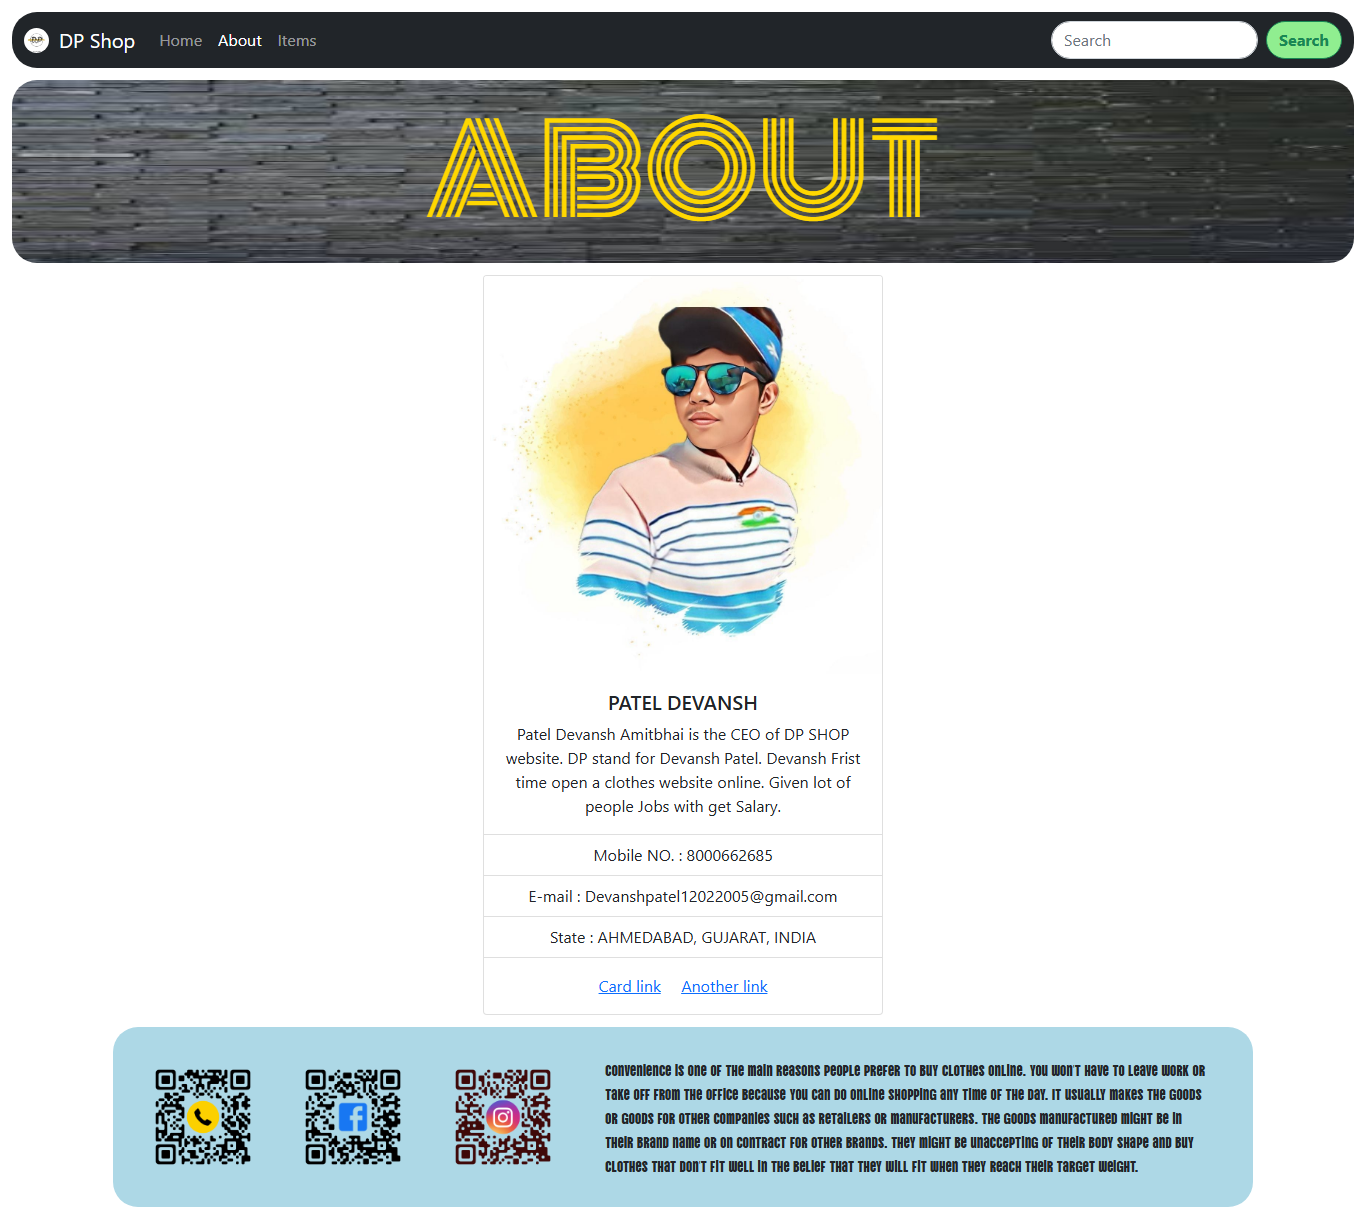 DP Shop Home About Items Search Search
ABOUT
PATEL DEVANSH
Patel Devansh Amitbhai is the CEO of DP SHOP
website. DP stand for Devansh Patel. Devansh Frist
time open a clothes website online. Given lot of
people Jobs with get Salary.
Mobile NO. : 8000662685
E-mail : Devanshpatel12022005@gmail.com
State : AHMEDABAD, GUJARAT, INDIA
Card link Another link
Convenience is one of the main reasons people prefer to buy clothes online. You won't have to leave work or
take off from the office because you can do online shopping any time of the day. It usually makes the goods
or goods for other companies such as retailers or manufacturers. The goods manufactured might be in
their brand name or on contract for other brands. They might be unaccepting of their body shape and buy
clothes that don't fit well in the belief that they will fit when they reach their target weight.